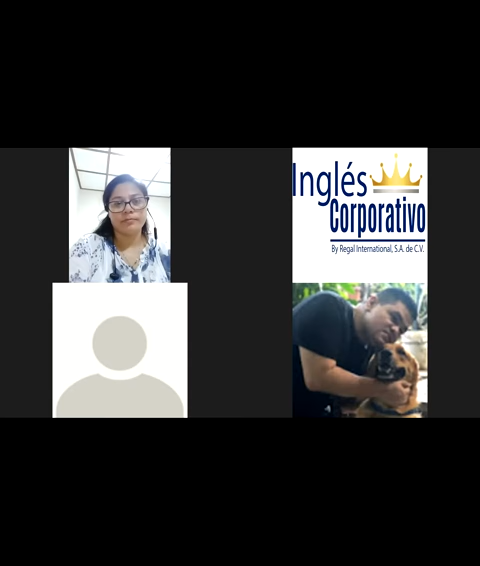 Inglés
Corporativo
By Regal International, S.A. de C.V.